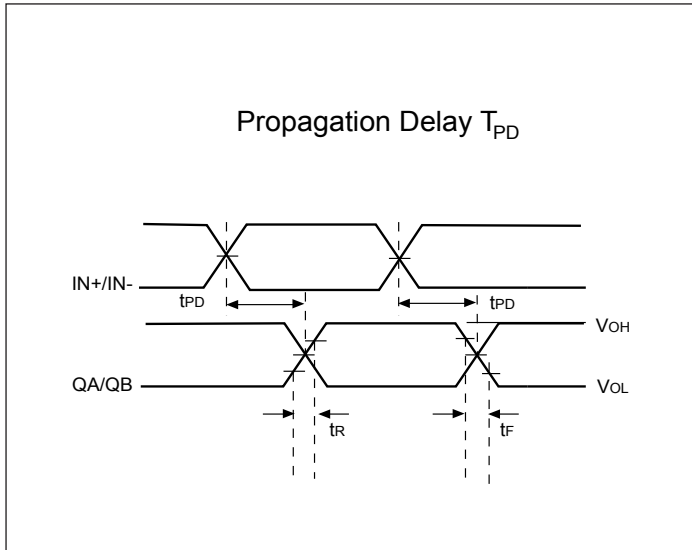 Propagation Delay TPD
IN+/IN-
tPD
tPD
VOH
QA/QB
VOL
tR
tF